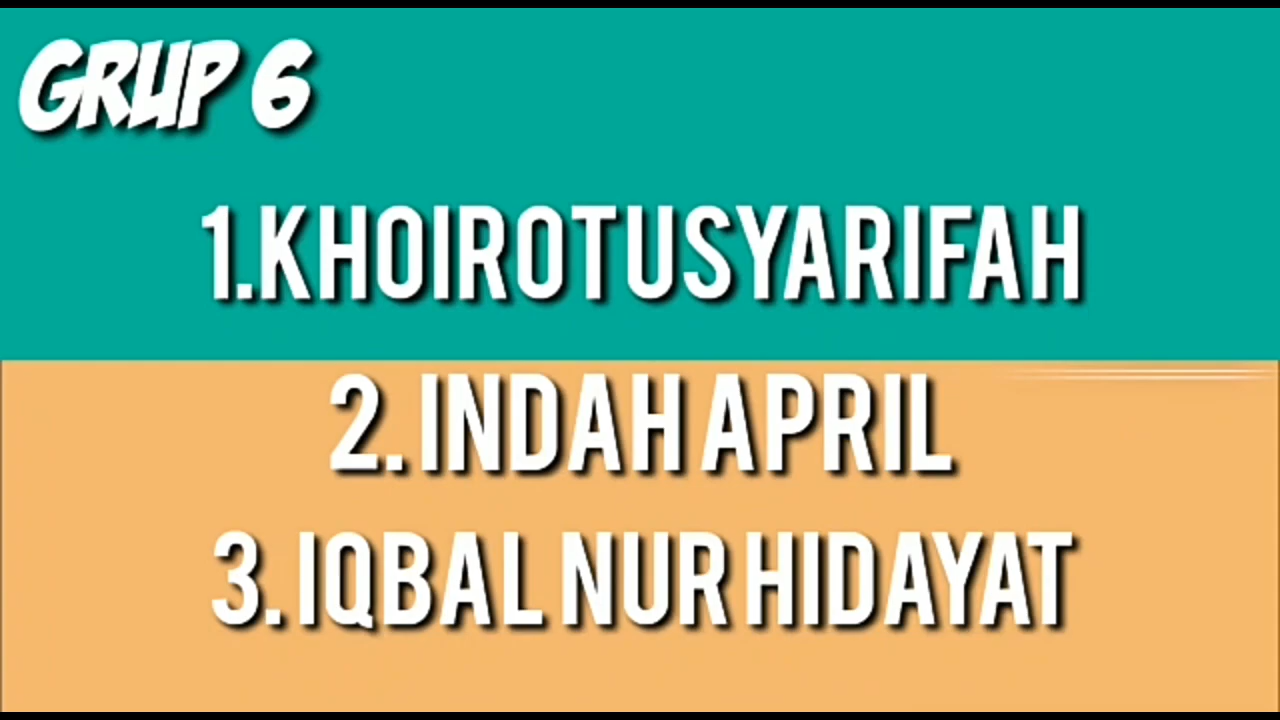 GRUP 6
1.KHOIROTUSYARIFAH
2. INDAH APRIL
3. IQBAL NUR HIDAYAT